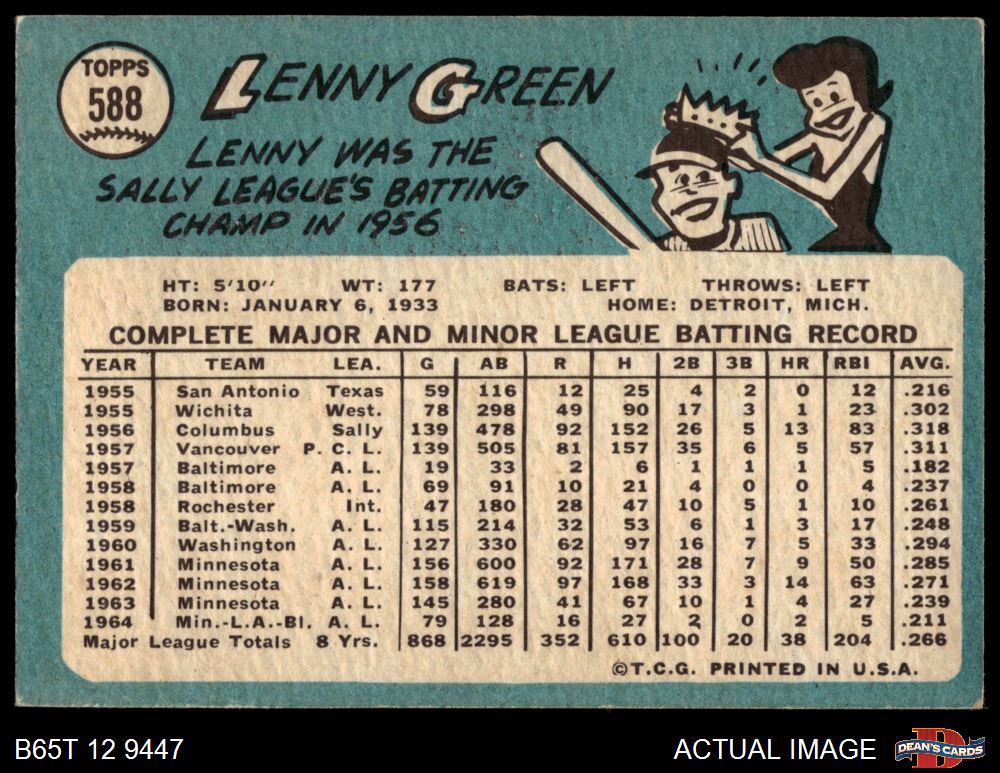 TOPPS
588
LENNY GREEN
LENNY WAS THE
SALLY LEAGUE'S BATTING
CHAMP IN 1956
HT: 5'10" WT: 177 BATS: LEFT THROWS: LEFT
BORN: JANUARY 6, 1933 HOME: DETROIT, MICH.
COMPLETE MAJOR AND MINOR LEAGUE BATTING RECORD
YEAR TEAM LEA. G AB R H 2B 3B HR RBI AVG.
1955 San Antonio Texas 59 116 12 25 4 2 0 12 .216
1955 Wichita West. 78 298 49 90 17 3 1 23 .302
1956 Columbus Sally 139 478 92 152 26 5 13 83 .318
1957 Vancouver P. C. L. 139 505 81 157 35 6 5 57 .311
1957 Baltimore A. L. 19 33 2 6 1 1 1 5 .182
1958 Baltimore A. L. 69 91 10 21 4 0 0 4 .237
1958 Rochester Int. 47 180 28 47 10 5 1 10 .261
1959 Balt.-Wash. A. L. 115 214 32 53 6 1 3 17 .248
1960 Washington A. L. 127 330 62 97 16 7 5 33 .294
1961 Minnesota A. L. 156 600 92 171 28 7 9 50 .285
1962 Minnesota A. L. 158 619 97 168 33 3 14 63 .271
1963 Minnesota A. L. 145 280 41 67 10 1 4 27 .239
1964 Min.-L.A.-Bl. A. L. 79 128 16 27 2 0 2 5 .211
Major League Totals 8 Yrs. 868 2295 352 610 100 20 38 204 .266
©T.C.G. PRINTED IN U.S.A.
B65T 12 9447 ACTUAL IMAGE D DEAN'S CARDS